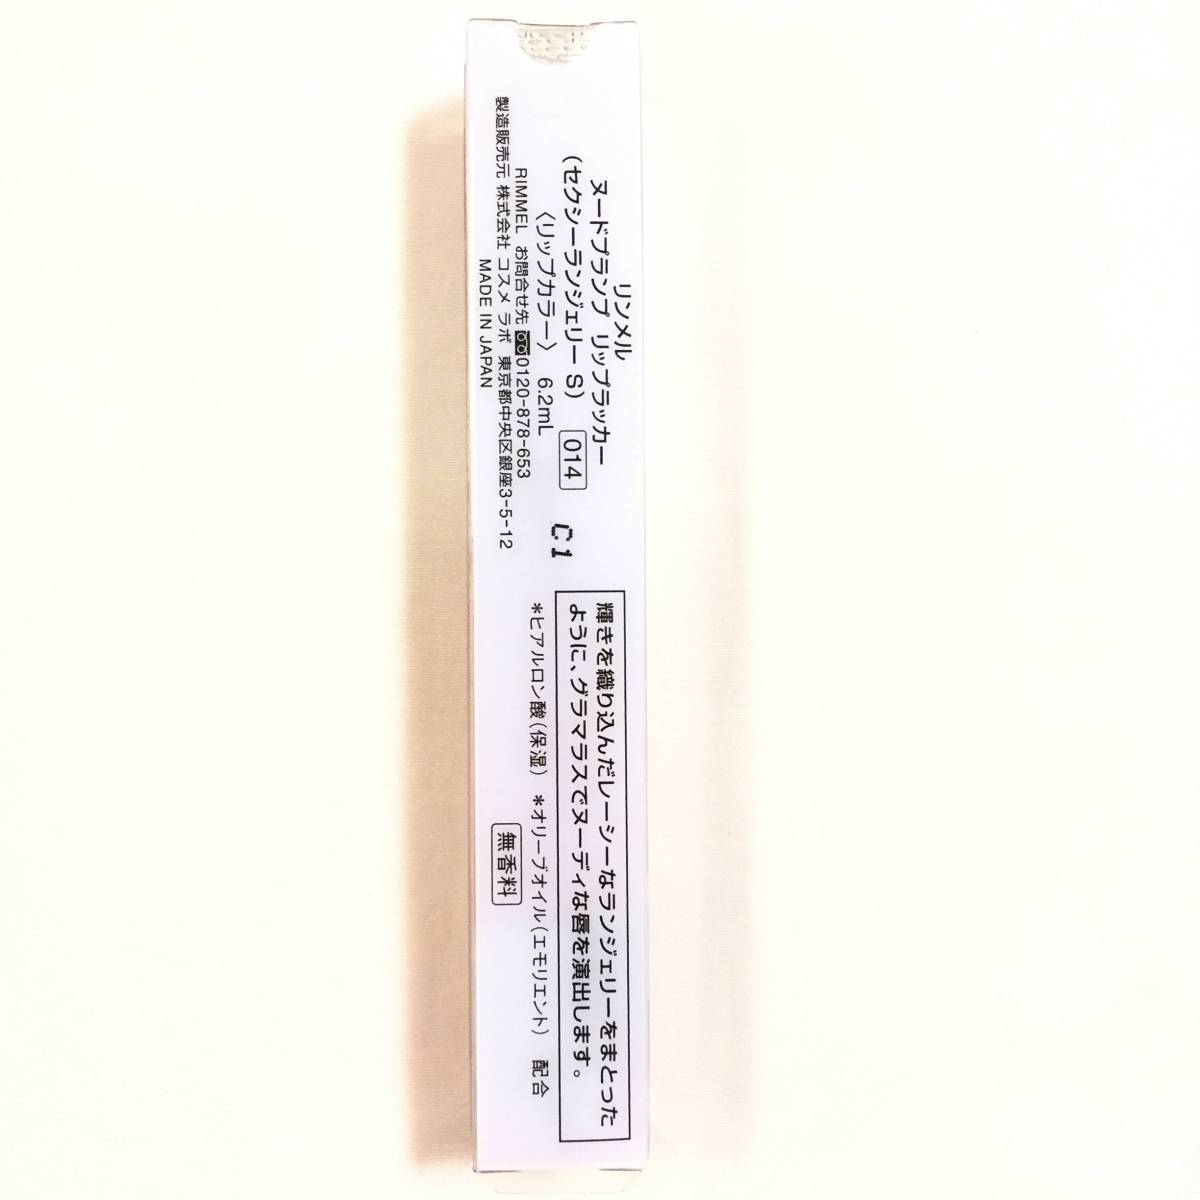 リンメル
ヌードプランプ リップラッカー
(セクシーランジェリー S) 014
〈リップカラー〉 6.2mL
RIMMEL お問合せ先 0120-878-653
製造販売元 株式会社 コスメ ラボ 東京都中央区銀座3-5-12
MADE IN JAPAN
C1
輝きを織り込んだレーシーなランジェリーをまとった
ように、グラマラスでヌーディな唇を演出します。
*ヒアルロン酸(保湿) *オリーブオイル(エモリエント) 配合
無香料